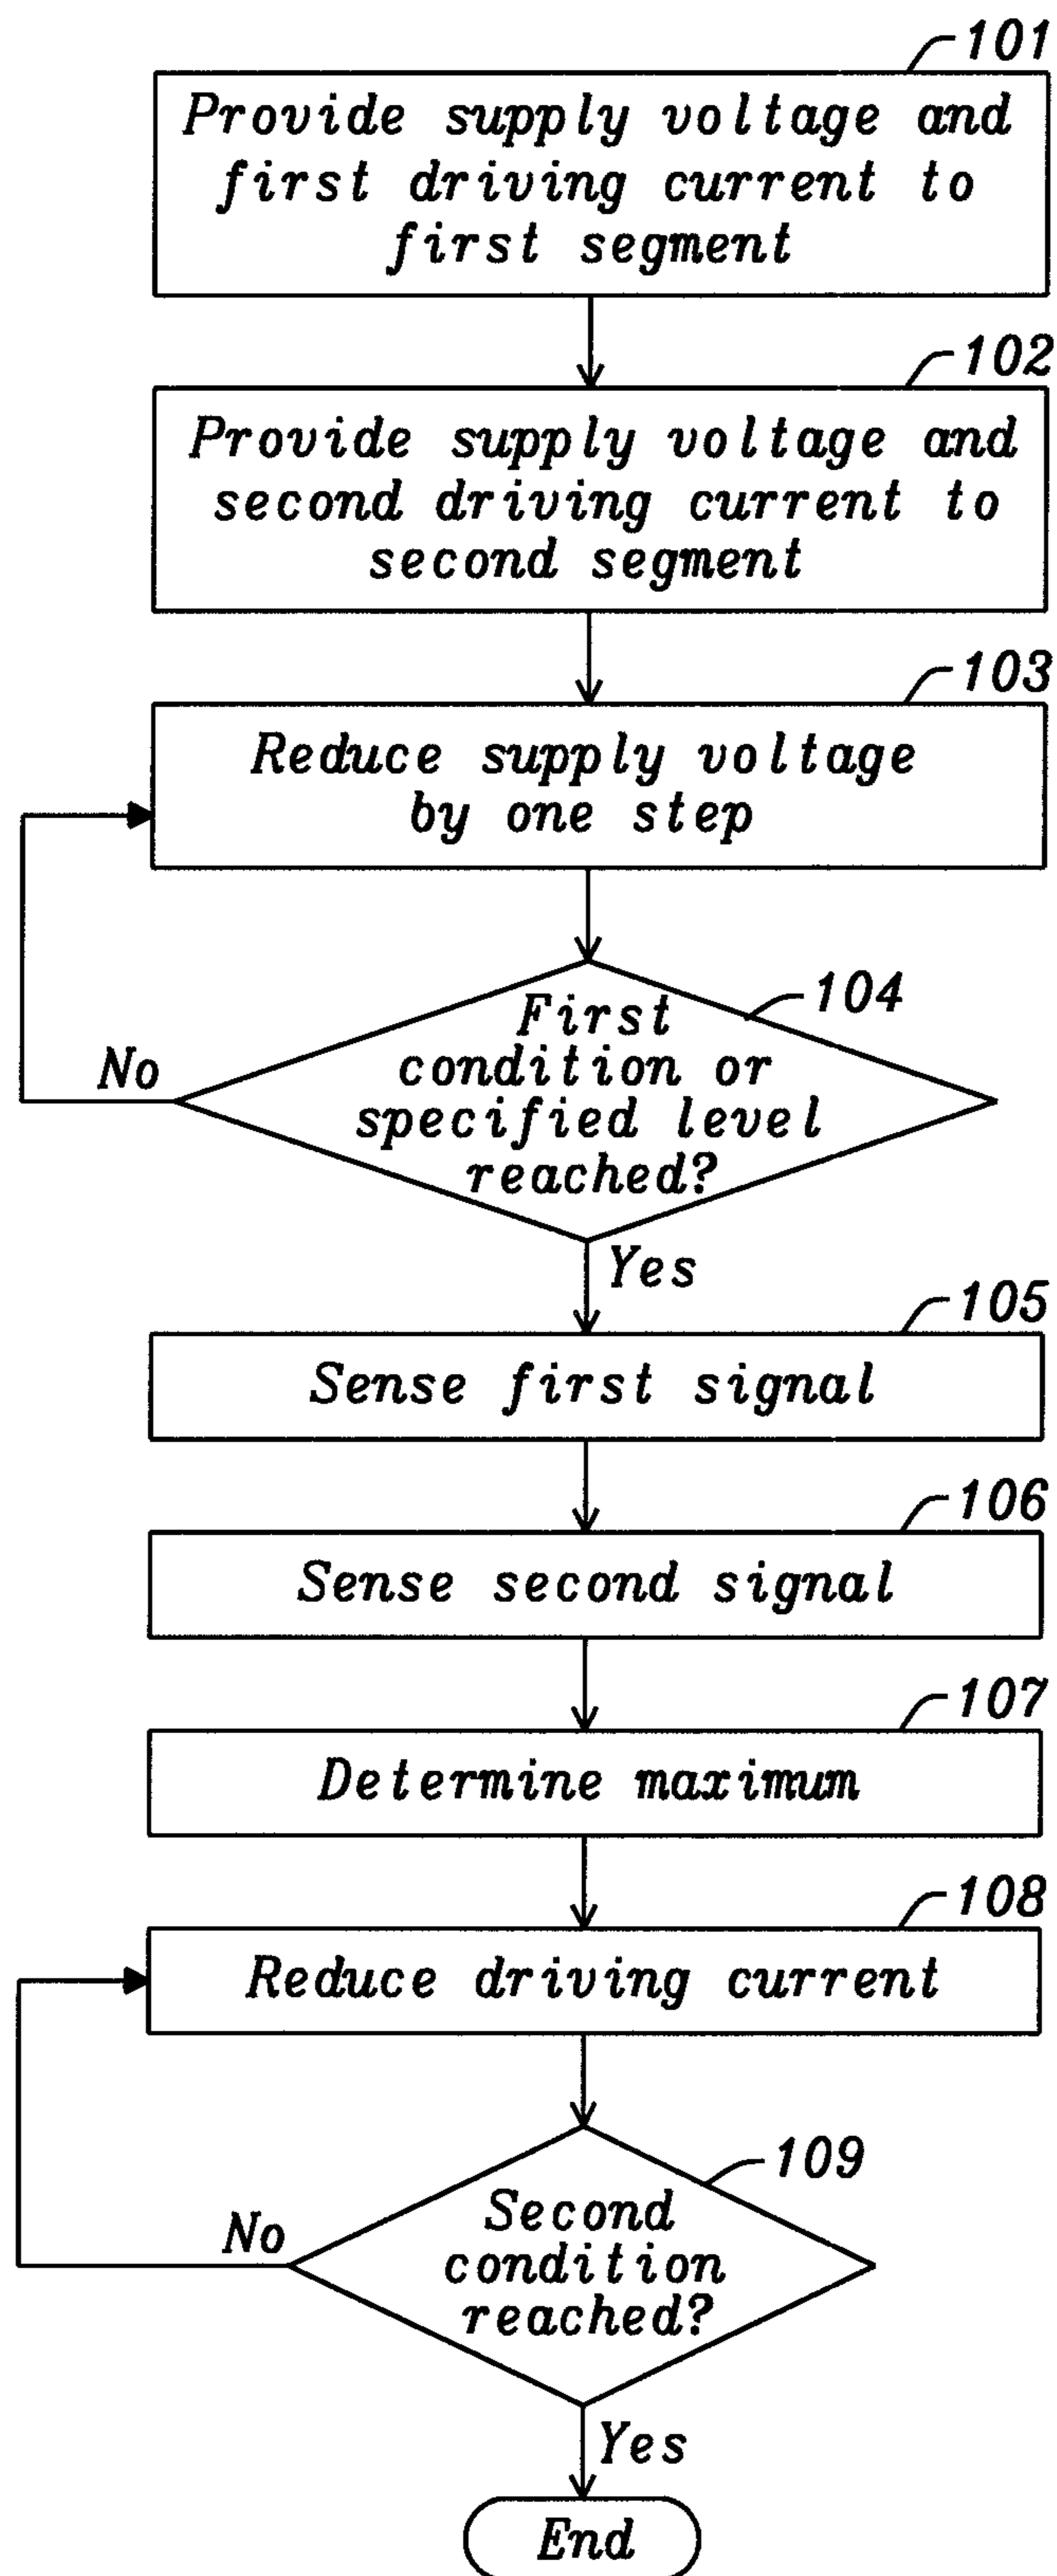 101
Provide supply voltage and
first driving current to
first segment
102
Provide supply voltage and
second driving current to
second segment
103
Reduce supply voltage
by one step
104
First
condition or
specified level
reached?
No
Yes
105
Sense first signal
106
Sense second signal
107
Determine maximum
108
Reduce driving current
109
Second
condition
reached?
No
Yes
End